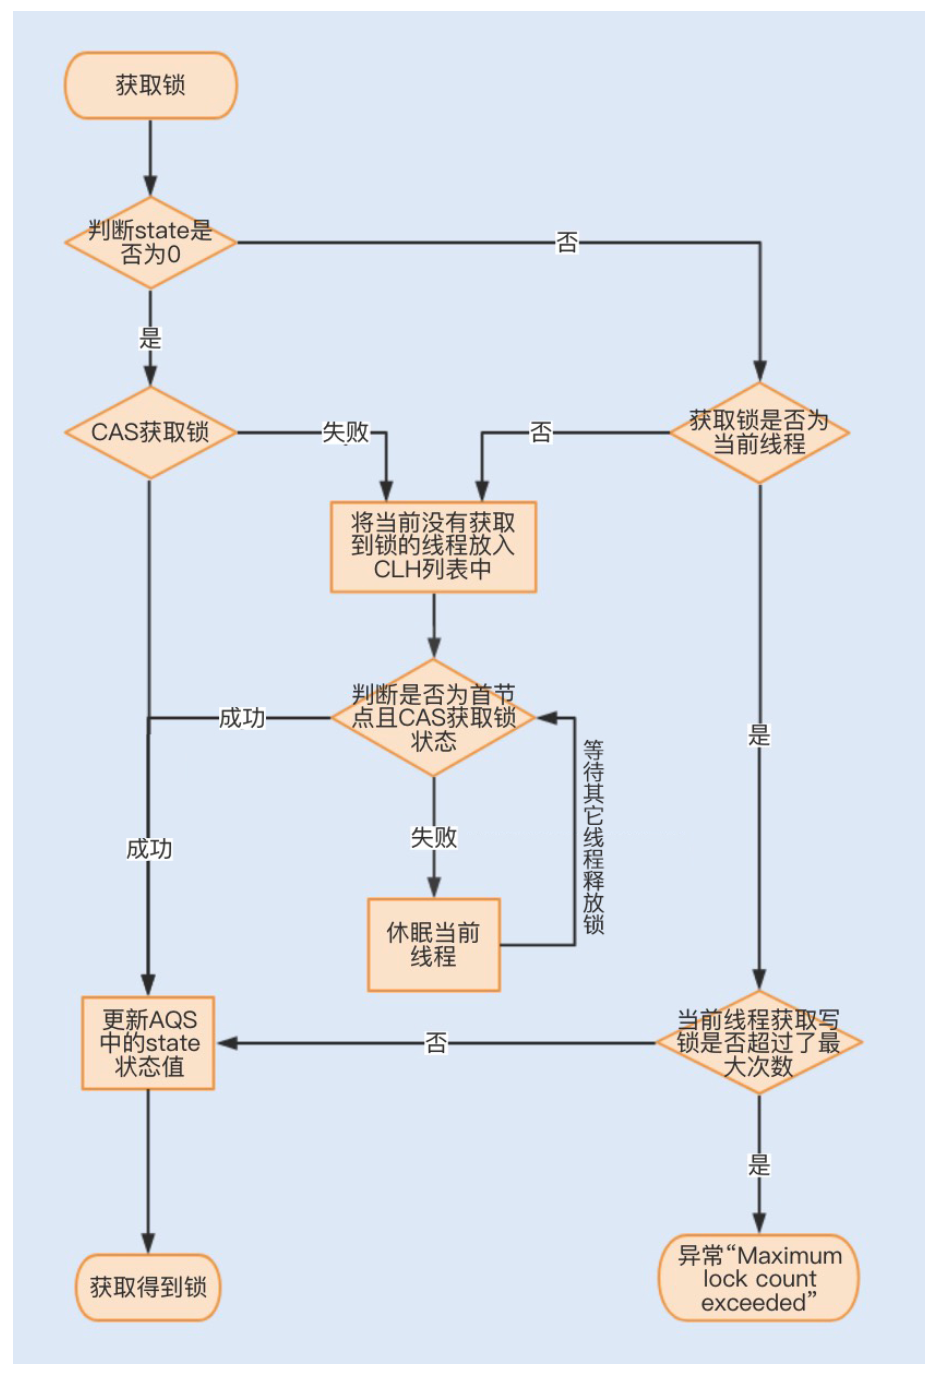 获取锁
判断state是
否为0
否
是
CAS获取锁
失败
否
获取锁是否为
当前线程
将当前没有获取
到锁的线程放入
CLH列表中
判断是否为首节
点且CAS获取锁
状态
成功
是
等待其它线程释放锁
失败
成功
休眠当前
线程
更新AQS
中的state
状态值
否
当前线程获取写
锁是否超过了最
大次数
是
获取得到锁
异常“Maximum
lock count
exceeded”